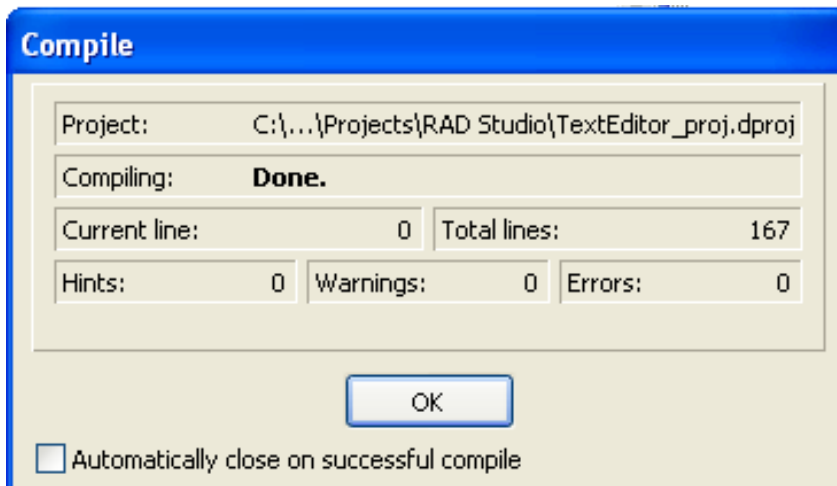 Compile
Project: C:\...\Projects\RAD Studio\TextEditor_proj.dproj
Compiling: Done.
Current line: 0 Total lines: 167
Hints: 0 Warnings: 0 Errors: 0
OK
Automatically close on successful compile